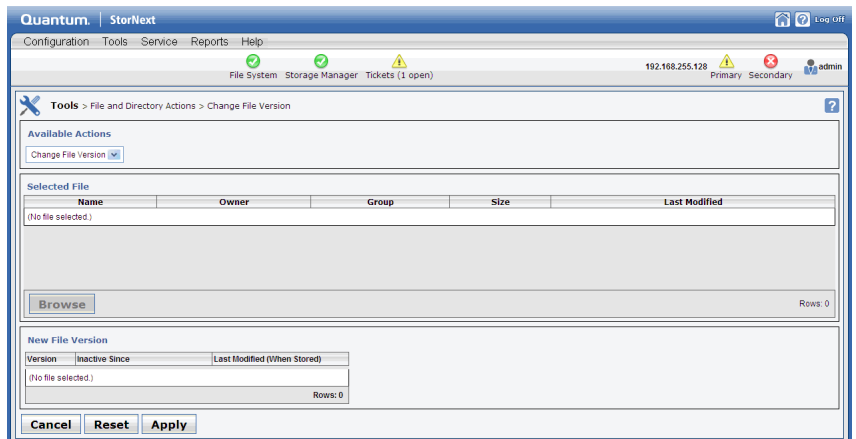 Quantum. StorNext Log Off
Configuration Tools Service Reports Help
File System Storage Manager Tickets (1 open) 192.168.255.128 Primary Secondary admin
Tools > File and Directory Actions > Change File Version
Available Actions
Change File Version
Selected File
Name Owner Group Size Last Modified
(No file selected.)
Browse Rows: 0
New File Version
Version Inactive Since Last Modified (When Stored)
(No file selected.)
Rows: 0
Cancel Reset Apply